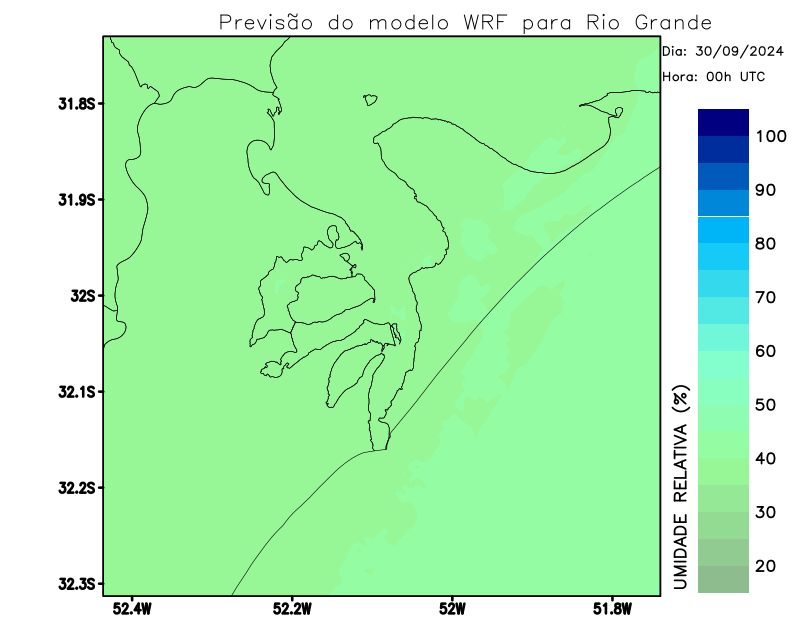 Previsão do modelo WRF para Rio Grande
Dia: 30/09/2024
Hora: 00h UTC
31.8S
31.9S
32S
32.1S
32.2S
32.3S
52.4W
52.2W
52W
51.8W
UMIDADE RELATIVA (%)
100
90
80
70
60
50
40
30
20